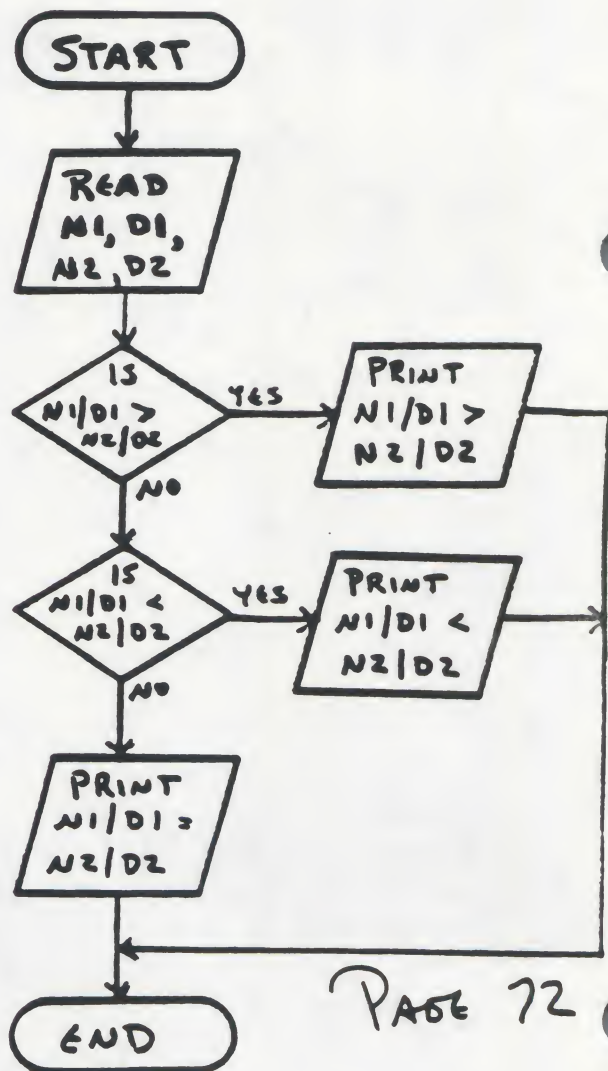 START
READ
N1, D1,
N2, D2
IS
N1/D1 >
N2/D2
YES
PRINT
N1/D1 >
N2/D2
NO
IS
N1/D1 <
N2/D2
YES
PRINT
N1/D1 <
N2/D2
NO
PRINT
N1/D1 =
N2/D2
END
PAGE 72